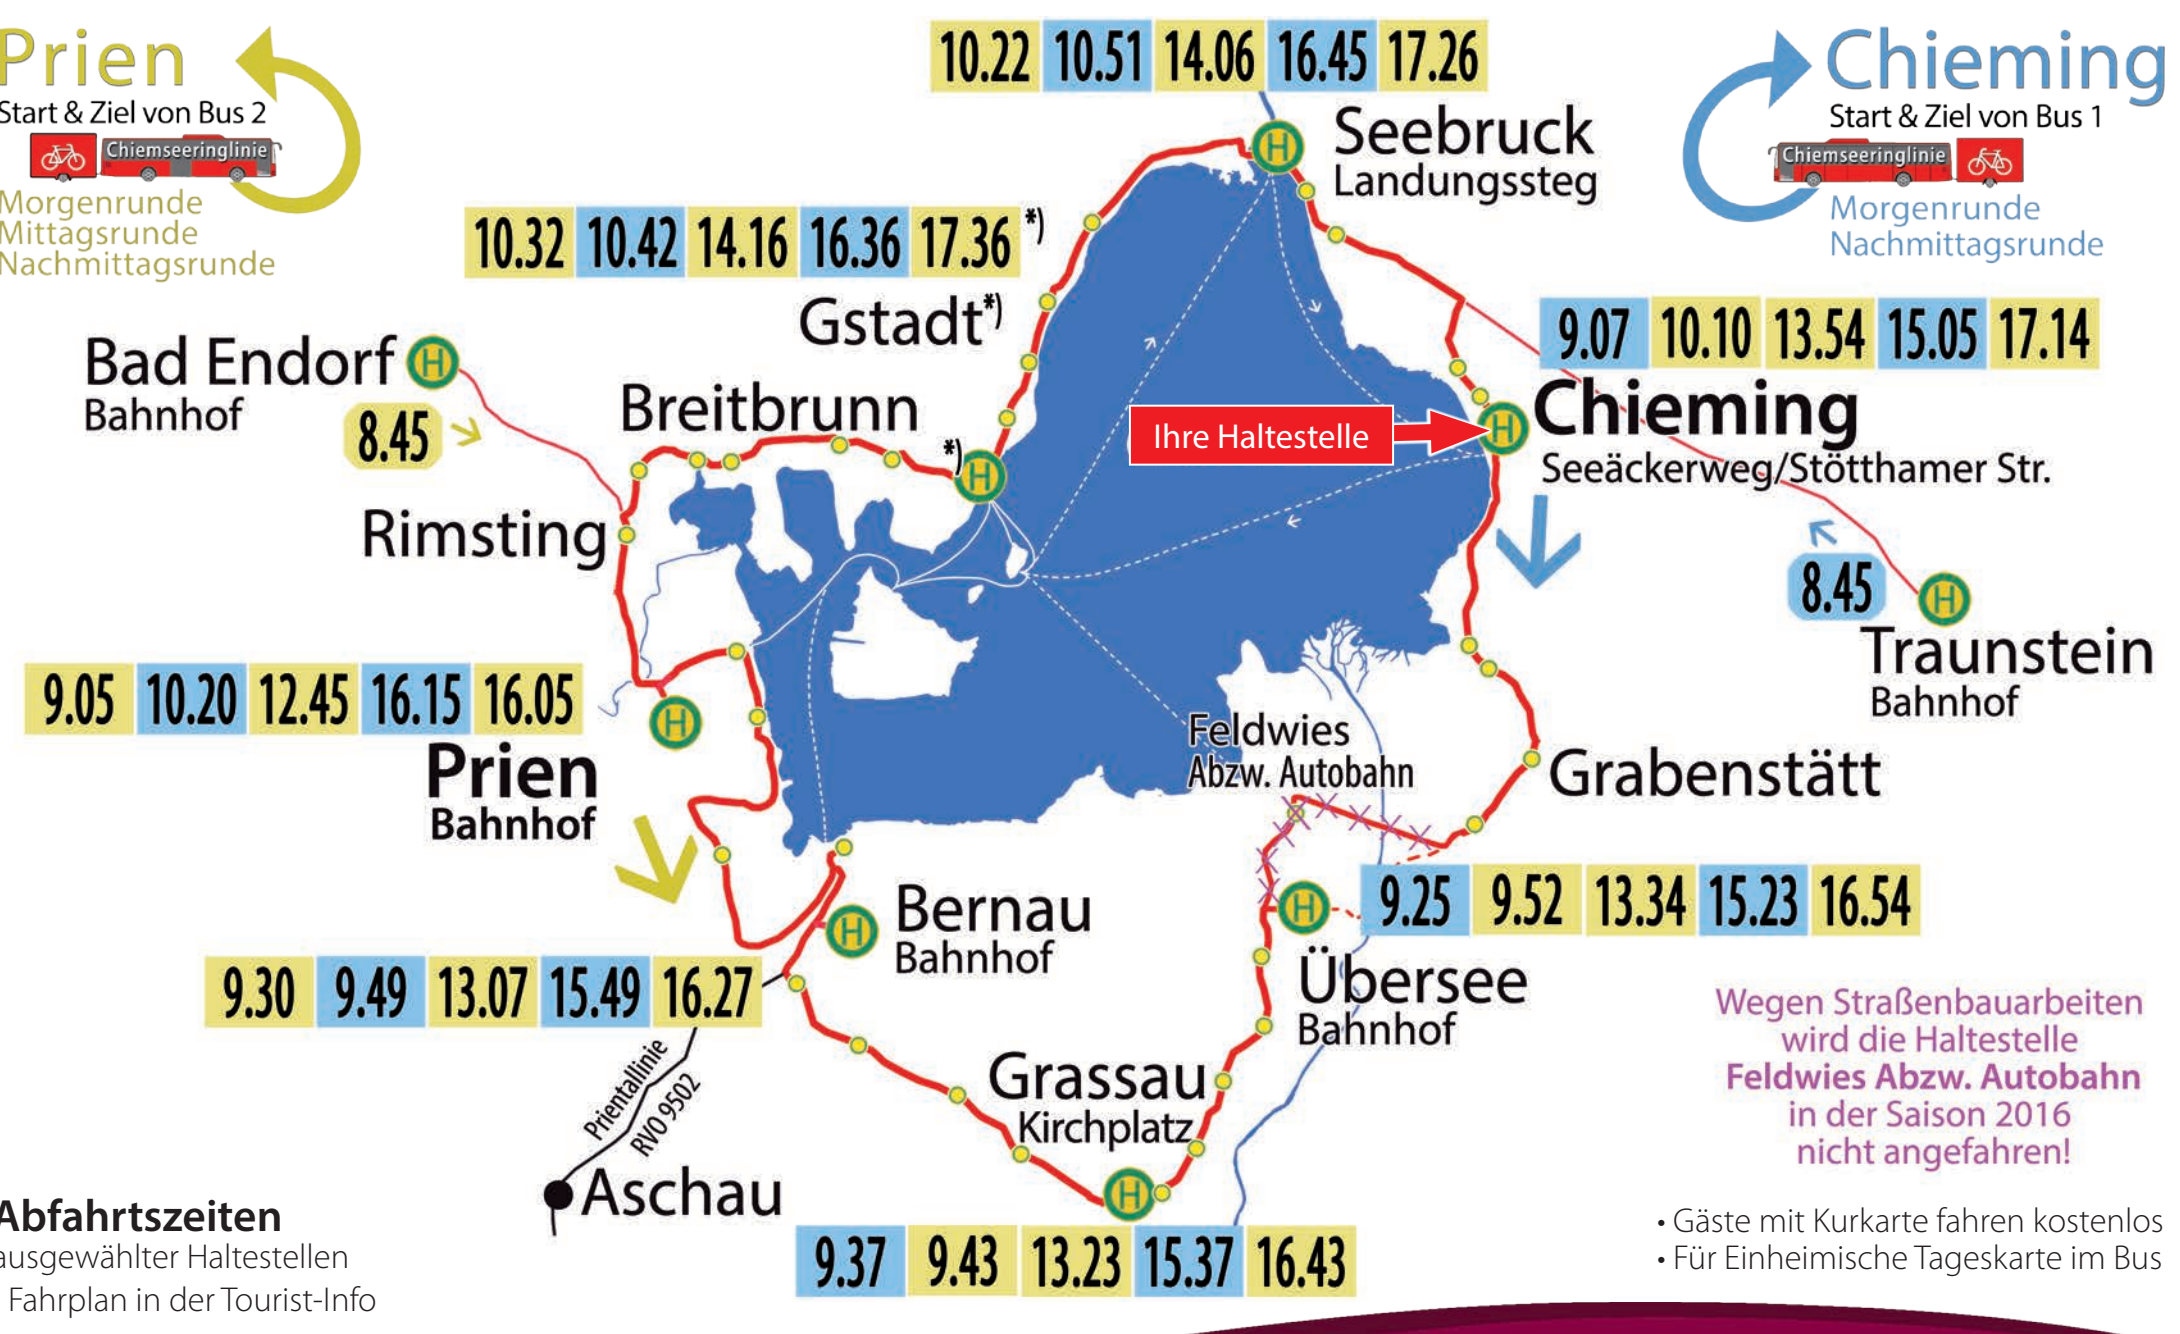 Prien
Start & Ziel von Bus 2
Chiemseeringlinie
Morgenrunde
Mittagsrunde
Nachmittagsrunde
10.22 10.51 14.06 16.45 17.26
Seebruck
Landungssteg
Chieming
Start & Ziel von Bus 1
Chiemseeringlinie
Morgenrunde
Nachmittagsrunde
10.32 10.42 14.16 16.36 17.36 *)
Gstadt*)
Bad Endorf H
Bahnhof
8.45
Breitbrunn
*)
H
H
Rimsting
9.07 10.10 13.54 15.05 17.14
Ihre Haltestelle
H Chieming
Seeäckerweg/Stötthamer Str.
8.45
H
Traunstein
Bahnhof
9.05 10.20 12.45 16.15 16.05
H
Prien
Bahnhof
Feldwies
Abzw. Autobahn
Grabenstätt
H
Bernau
Bahnhof
H
9.25 9.52 13.34 15.23 16.54
Übersee
Bahnhof
9.30 9.49 13.07 15.49 16.27
Prientallinie
RVO 9502
Aschau
Grassau
Kirchplatz
H
9.37 9.43 13.23 15.37 16.43
Wegen Straßenbauarbeiten
wird die Haltestelle
Feldwies Abzw. Autobahn
in der Saison 2016
nicht angefahren!
Abfahrtszeiten
ausgewählter Haltestellen
Fahrplan in der Tourist-Info
• Gäste mit Kurkarte fahren kostenlos
• Für Einheimische Tageskarte im Bus